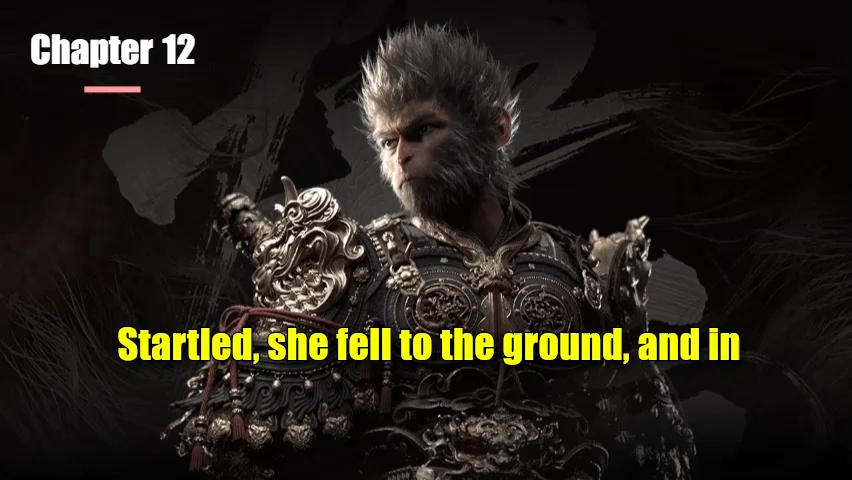 Chapter 12
Startled, she fell to the ground, and in